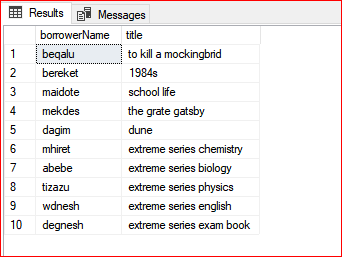 Results Messages
borrowerName title
1 beqalu to kill a mockingbrid
2 bereket 1984s
3 maidote school life
4 mekdes the grate gatsby
5 dagim dune
6 mhiret extreme series chemistry
7 abebe extreme series biology
8 tizazu extreme series physics
9 wdnesh extreme series english
10 degnesh extreme series exam book